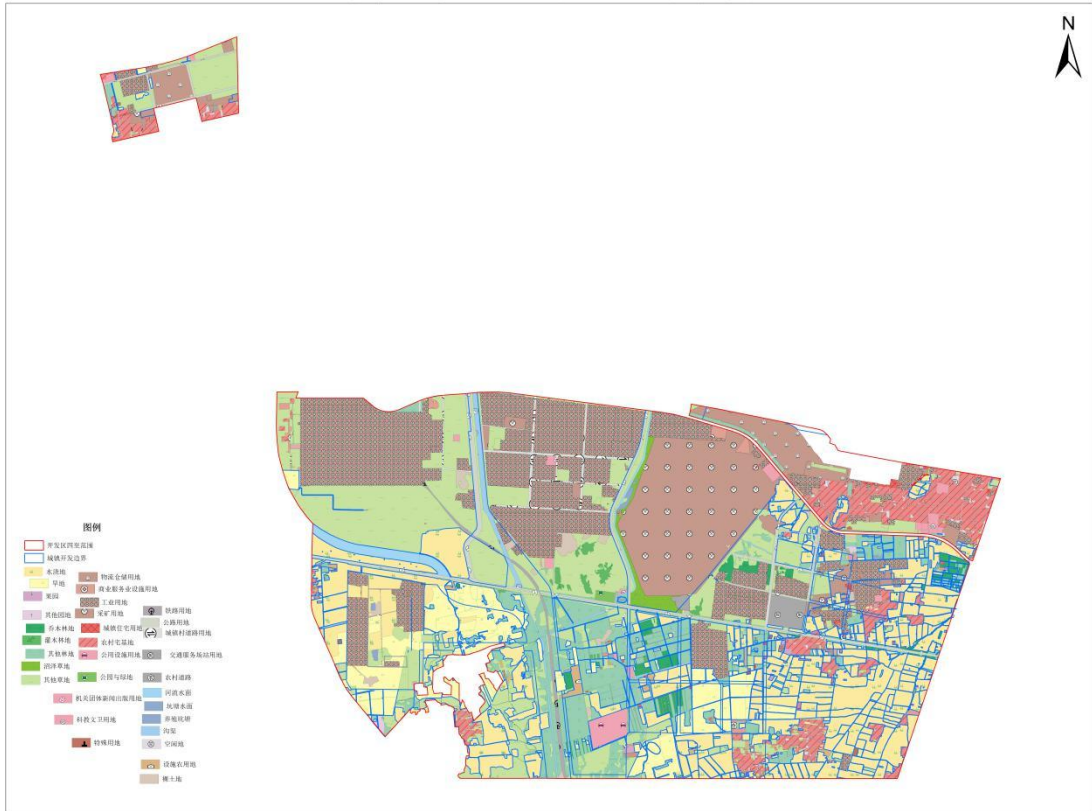 N
图例
开发区四至范围
城镇开发边界
水浇地
旱地
果园
其他园地
乔木林地
灌木林地
其他林地
沼泽草地
其他草地
机关团体新闻出版用地
科教文卫用地
特殊用地
物流仓储用地
商业服务业设施用地
工业用地
采矿用地
城镇住宅用地
农村宅基地
公用设施用地
公园与绿地
铁路用地
公路用地
城镇村道路用地
交通服务场站用地
农村道路
河流水面
坑塘水面
养殖坑塘
沟渠
空闲地
设施农用地
裸土地